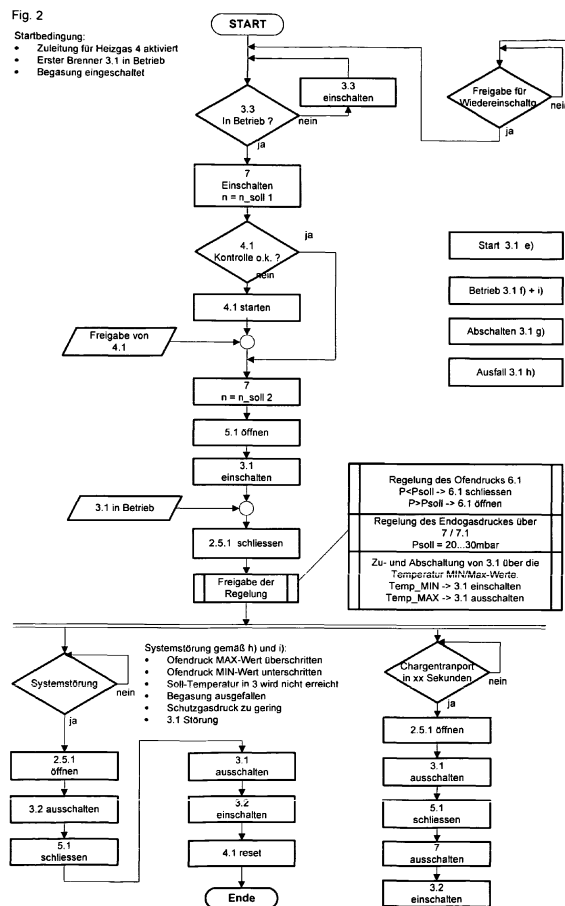 Fig. 2
Startbedingung:
• Zuleitung für Heizgas 4 aktiviert
• Erster Brenner 3.1 in Betrieb
• Begasung eingeschaltet
START
3.3
einschalten
3.3
In Betrieb ?
nein
ja
Freigabe für
Wiedereinschaltg
nein
ja
7
Einschalten
n = n_soll 1
4.1
Kontrolle o.k. ?
ja
nein
4.1 starten
Freigabe von
4.1
7
n = n_soll 2
5.1 öffnen
3.1
einschalten
3.1 in Betrieb
2.5.1 schliessen
Freigabe der
Regelung
Start 3.1 e)
Betrieb 3.1 f) + i)
Abschalten 3.1 g)
Ausfall 3.1 h)
Regelung des Ofendrucks 6.1
P<Psoll -> 6.1 schliessen
P>Psoll -> 6.1 öffnen
Regelung des Endogasdruckes über
7 / 7.1
Psoll = 20...30mbar
Zu- und Abschaltung von 3.1 über die
Temperatur MIN/Max-Werte.
Temp_MIN -> 3.1 einschalten
Temp_MAX -> 3.1 ausschalten
Systemstörung
nein
ja
Systemstörung gemäß h) und i):
• Ofendruck MAX-Wert überschritten
• Ofendruck MIN-Wert unterschritten
• Soll-Temperatur in 3 wird nicht erreicht
• Begasung ausgefallen
• Schutzgasdruck zu gering
• 3.1 Störung
Chargentranport
in xx Sekunden
nein
ja
2.5.1
öffnen
3.2 ausschalten
5.1
schliessen
3.1
ausschalten
3.2
einschalten
4.1 reset
Ende
2.5.1 öffnen
3.1
ausschalten
5.1
schliessen
7
ausschalten
3.2
einschalten